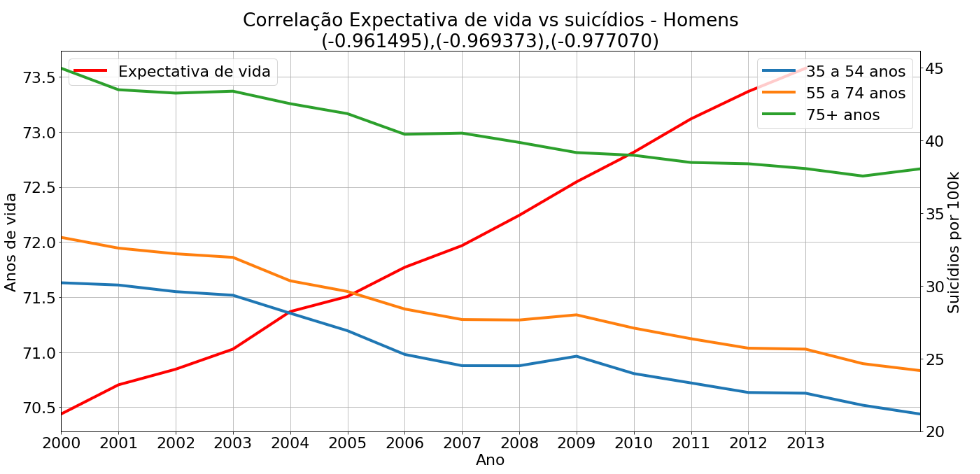 Correlação Expectativa de vida vs suicídios - Homens
(-0.961495),(-0.969373),(-0.977070)
Expectativa de vida
35 a 54 anos
55 a 74 anos
75+ anos
Anos de vida
73.5
73.0
72.5
72.0
71.5
71.0
70.5
45
40
35
30
25
20
Suicídios por 100k
2000 2001 2002 2003 2004 2005 2006 2007 2008 2009 2010 2011 2012 2013
Ano